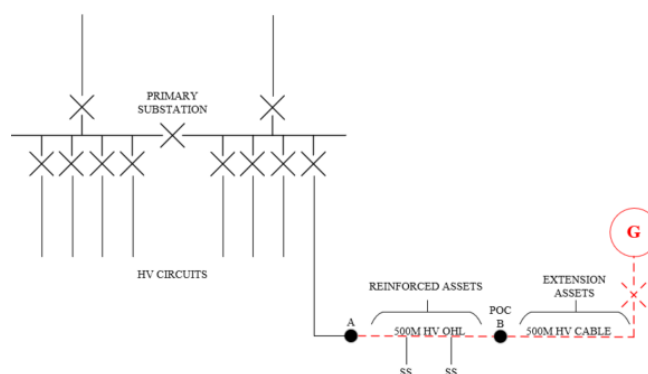 PRIMARY
SUBSTATION
G
HV CIRCUITS
REINFORCED ASSETS
EXTENSION
ASSETS
POC
A
B
500M HV OHL
500M HV CABLE
SS
SS